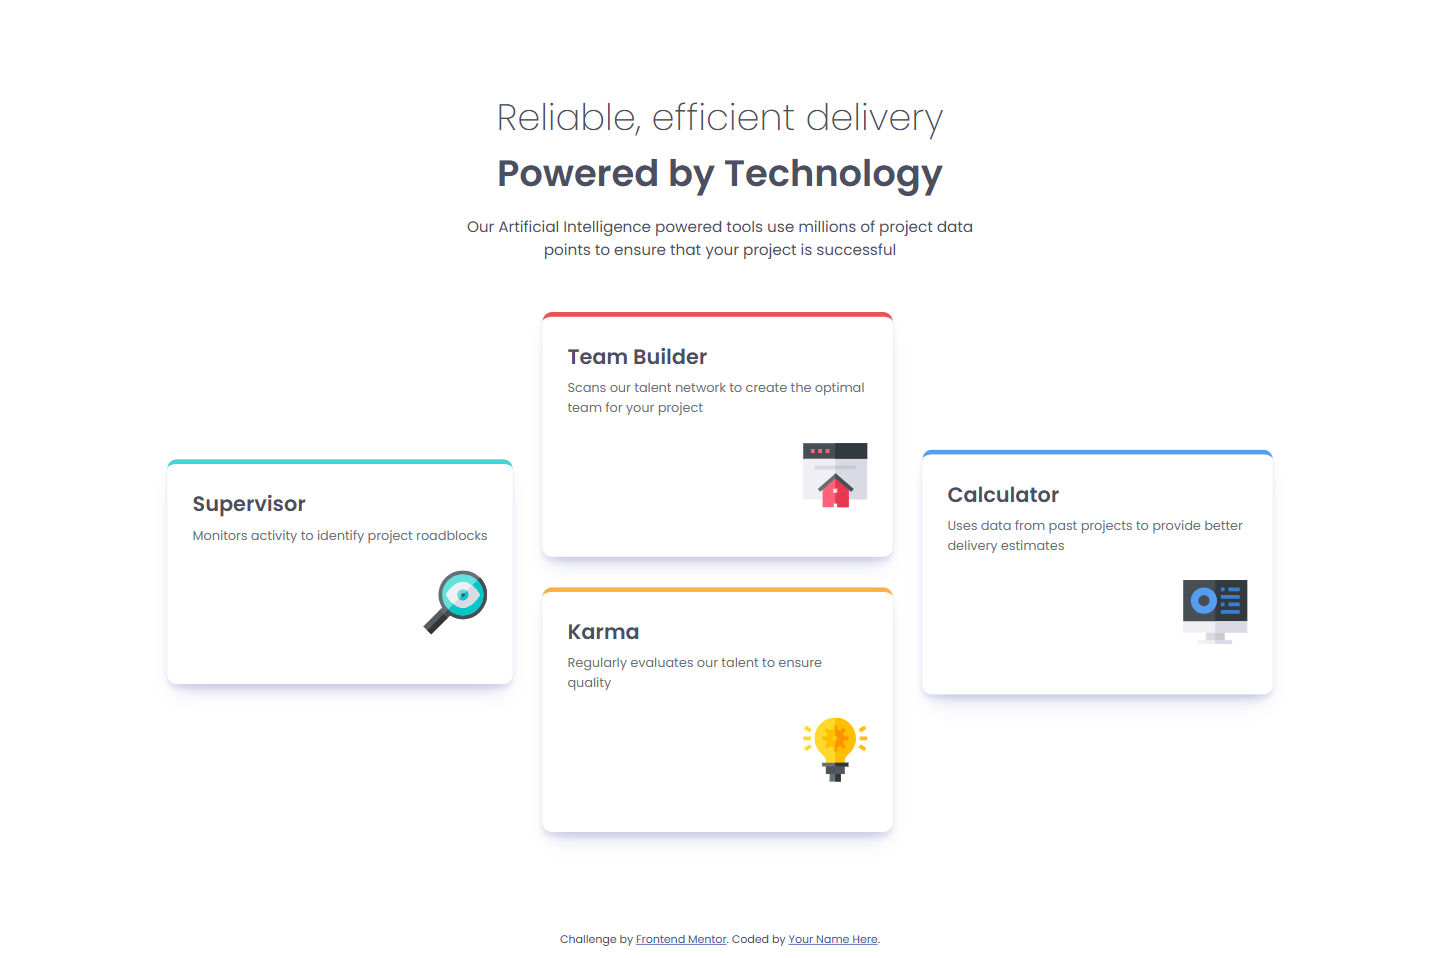 Reliable, efficient delivery
Powered by Technology
Our Artificial Intelligence powered tools use millions of project data
points to ensure that your project is successful
Supervisor
Monitors activity to identify project roadblocks
Team Builder
Scans our talent network to create the optimal
team for your project
Karma
Regularly evaluates our talent to ensure
quality
Calculator
Uses data from past projects to provide better
delivery estimates
Challenge by Frontend Mentor. Coded by Your Name Here.